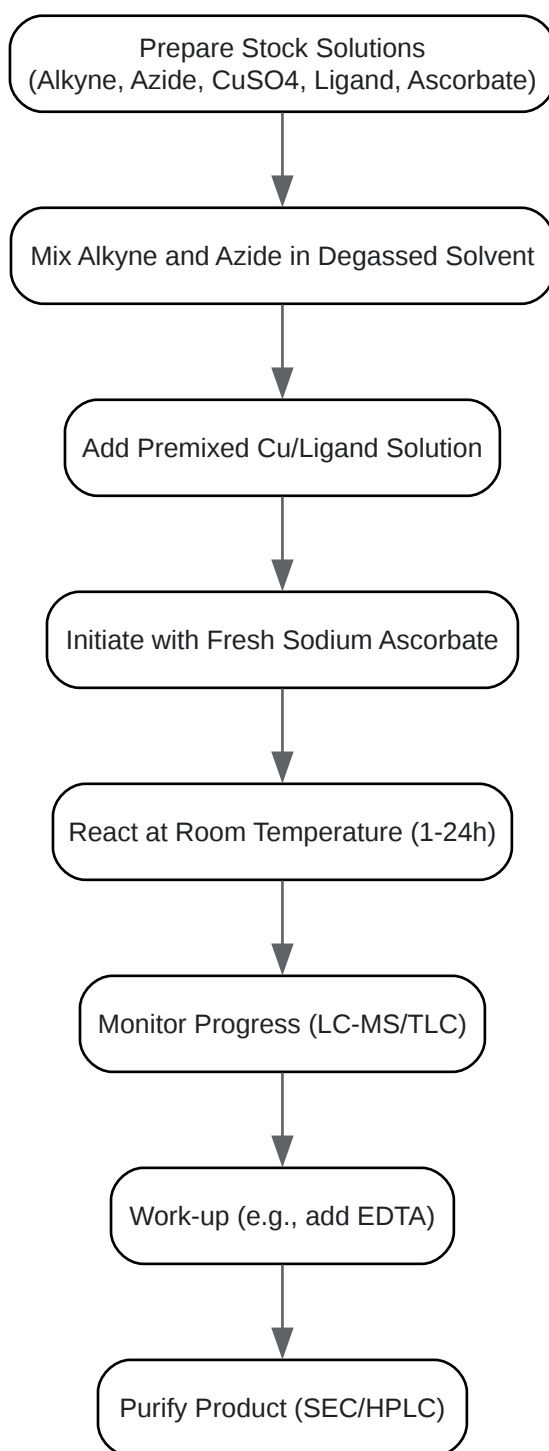 Prepare Stock Solutions
(Alkyne, Azide, CuSO4, Ligand, Ascorbate)
Mix Alkyne and Azide in Degassed Solvent
Add Premixed Cu/Ligand Solution
Initiate with Fresh Sodium Ascorbate
React at Room Temperature (1-24h)
Monitor Progress (LC-MS/TLC)
Work-up (e.g., add EDTA)
Purify Product (SEC/HPLC)